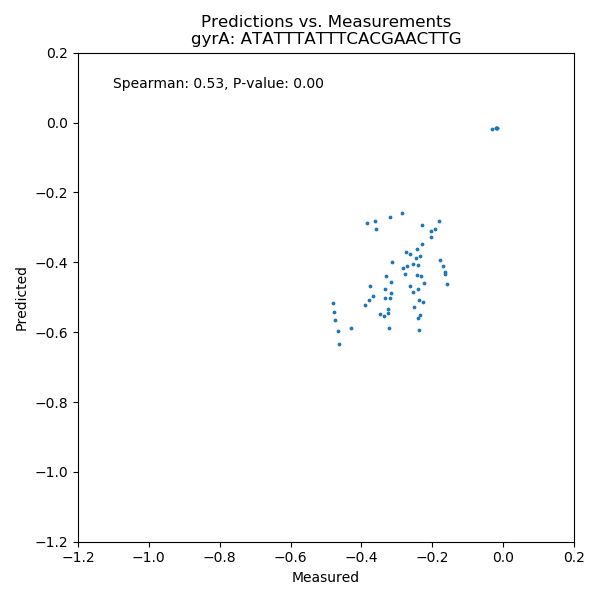 Predictions vs. Measurements
gyrA: ATATTTATTTCACGAACTTG
Spearman: 0.53, P-value: 0.00
0.2
0.0
−0.2
−0.4
−0.6
−0.8
−1.0
−1.2
Predicted
−1.2 −1.0 −0.8 −0.6 −0.4 −0.2 0.0 0.2
Measured